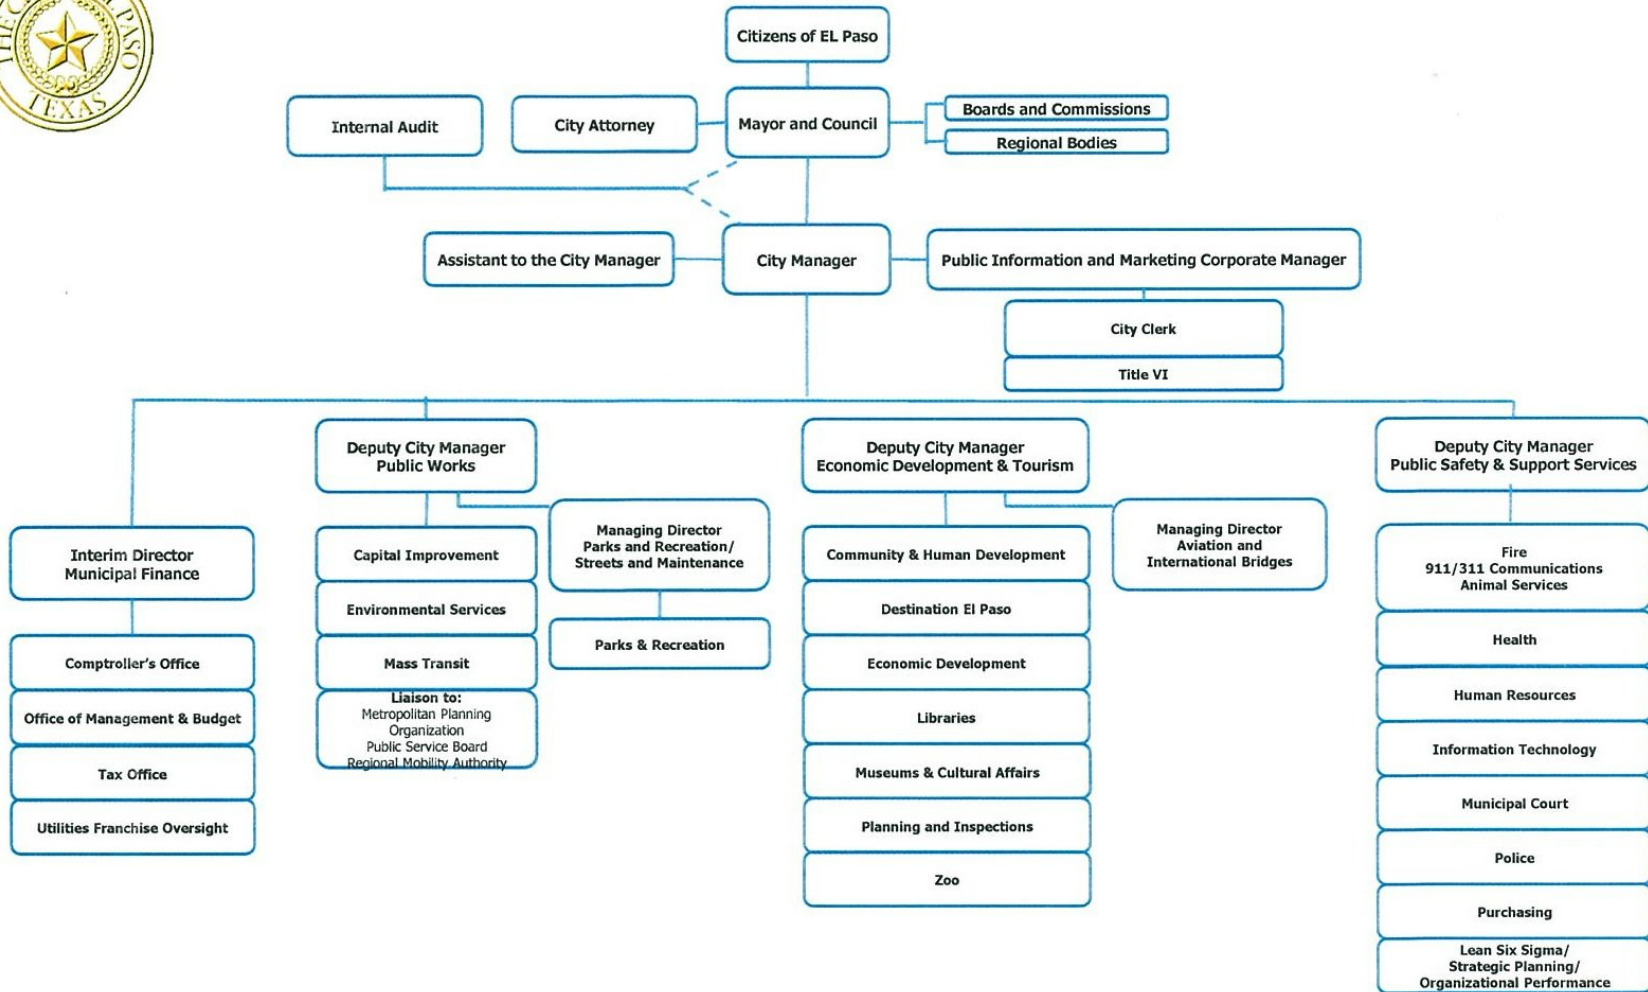 THE C
PASO
TEXAS
Citizens of EL Paso
Internal Audit
City Attorney
Mayor and Council
Boards and Commissions
Regional Bodies
Assistant to the City Manager
City Manager
Public Information and Marketing Corporate Manager
City Clerk
Title VI
Interim Director
Municipal Finance
Comptroller's Office
Office of Management & Budget
Tax Office
Utilities Franchise Oversight
Deputy City Manager
Public Works
Capital Improvement
Environmental Services
Mass Transit
Liaison to:
Metropolitan Planning
Organization
Public Service Board
Regional Mobility Authority
Managing Director
Parks and Recreation/
Streets and Maintenance
Parks & Recreation
Deputy City Manager
Economic Development & Tourism
Community & Human Development
Destination El Paso
Economic Development
Libraries
Museums & Cultural Affairs
Planning and Inspections
Zoo
Managing Director
Aviation and
International Bridges
Deputy City Manager
Public Safety & Support Services
Fire
911/311 Communications
Animal Services
Health
Human Resources
Information Technology
Municipal Court
Police
Purchasing
Lean Six Sigma/
Strategic Planning/
Organizational Performance